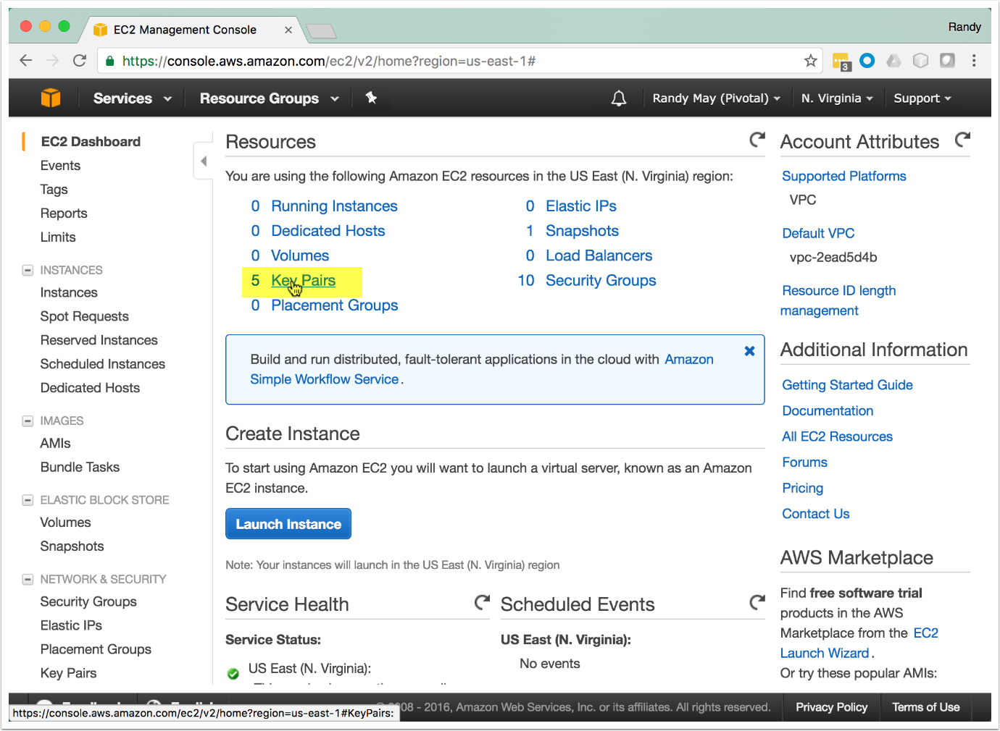 EC2 Management Console
Randy
https://console.aws.amazon.com/ec2/v2/home?region=us-east-1#
3
Services
Resource Groups
Randy May (Pivotal)
N. Virginia
Support
EC2 Dashboard
Events
Tags
Reports
Limits
INSTANCES
Instances
Spot Requests
Reserved Instances
Scheduled Instances
Dedicated Hosts
IMAGES
AMIs
Bundle Tasks
ELASTIC BLOCK STORE
Volumes
Snapshots
NETWORK & SECURITY
Security Groups
Elastic IPs
Placement Groups
Key Pairs
Resources
You are using the following Amazon EC2 resources in the US East (N. Virginia) region:
0 Running Instances
0 Elastic IPs
0 Dedicated Hosts
1 Snapshots
0 Volumes
0 Load Balancers
5 Key Pairs
10 Security Groups
0 Placement Groups
Build and run distributed, fault-tolerant applications in the cloud with Amazon
Simple Workflow Service.
Create Instance
To start using Amazon EC2 you will want to launch a virtual server, known as an Amazon
EC2 instance.
Launch Instance
Note: Your instances will launch in the US East (N. Virginia) region
Service Health
Service Status:
US East (N. Virginia):
Scheduled Events
US East (N. Virginia):
No events
Account Attributes
Supported Platforms
VPC
Default VPC
vpc-2ead5d4b
Resource ID length
management
Additional Information
Getting Started Guide
Documentation
All EC2 Resources
Forums
Pricing
Contact Us
AWS Marketplace
Find free software trial
products in the AWS
Marketplace from the EC2
Launch Wizard.
Or try these popular AMIs:
https://console.aws.amazon.com/ec2/v2/home?region=us-east-1#KeyPairs:
08 - 2016, Amazon Web Services, Inc. or its affiliates. All rights reserved.
Privacy Policy
Terms of Use